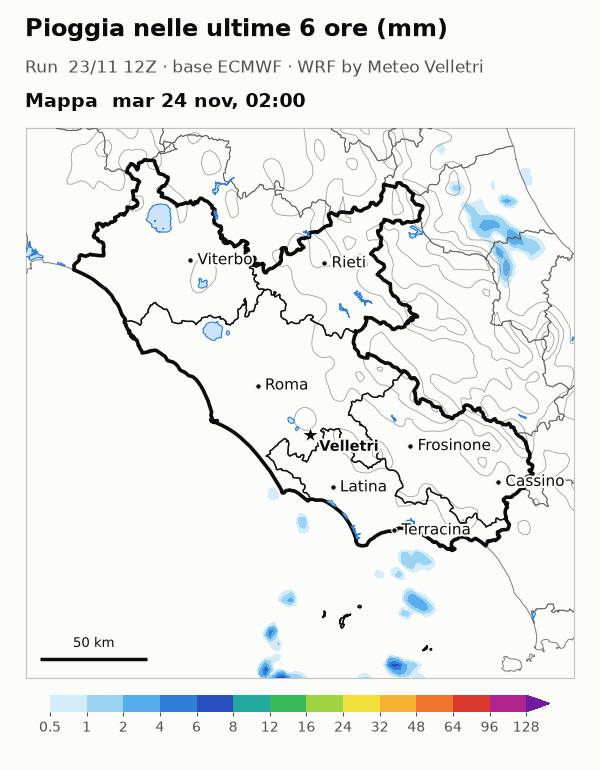 Pioggia nelle ultime 6 ore (mm)
Run  23/11 12Z · base ECMWF · WRF by Meteo Velletri
Mappa  mar 24 nov, 02:00
Viterbo
Rieti
Roma
Velletri
Frosinone
Latina
Cassino
Terracina
50 km
0.5 1 2 4 6 8 12 16 24 32 48 64 96 128